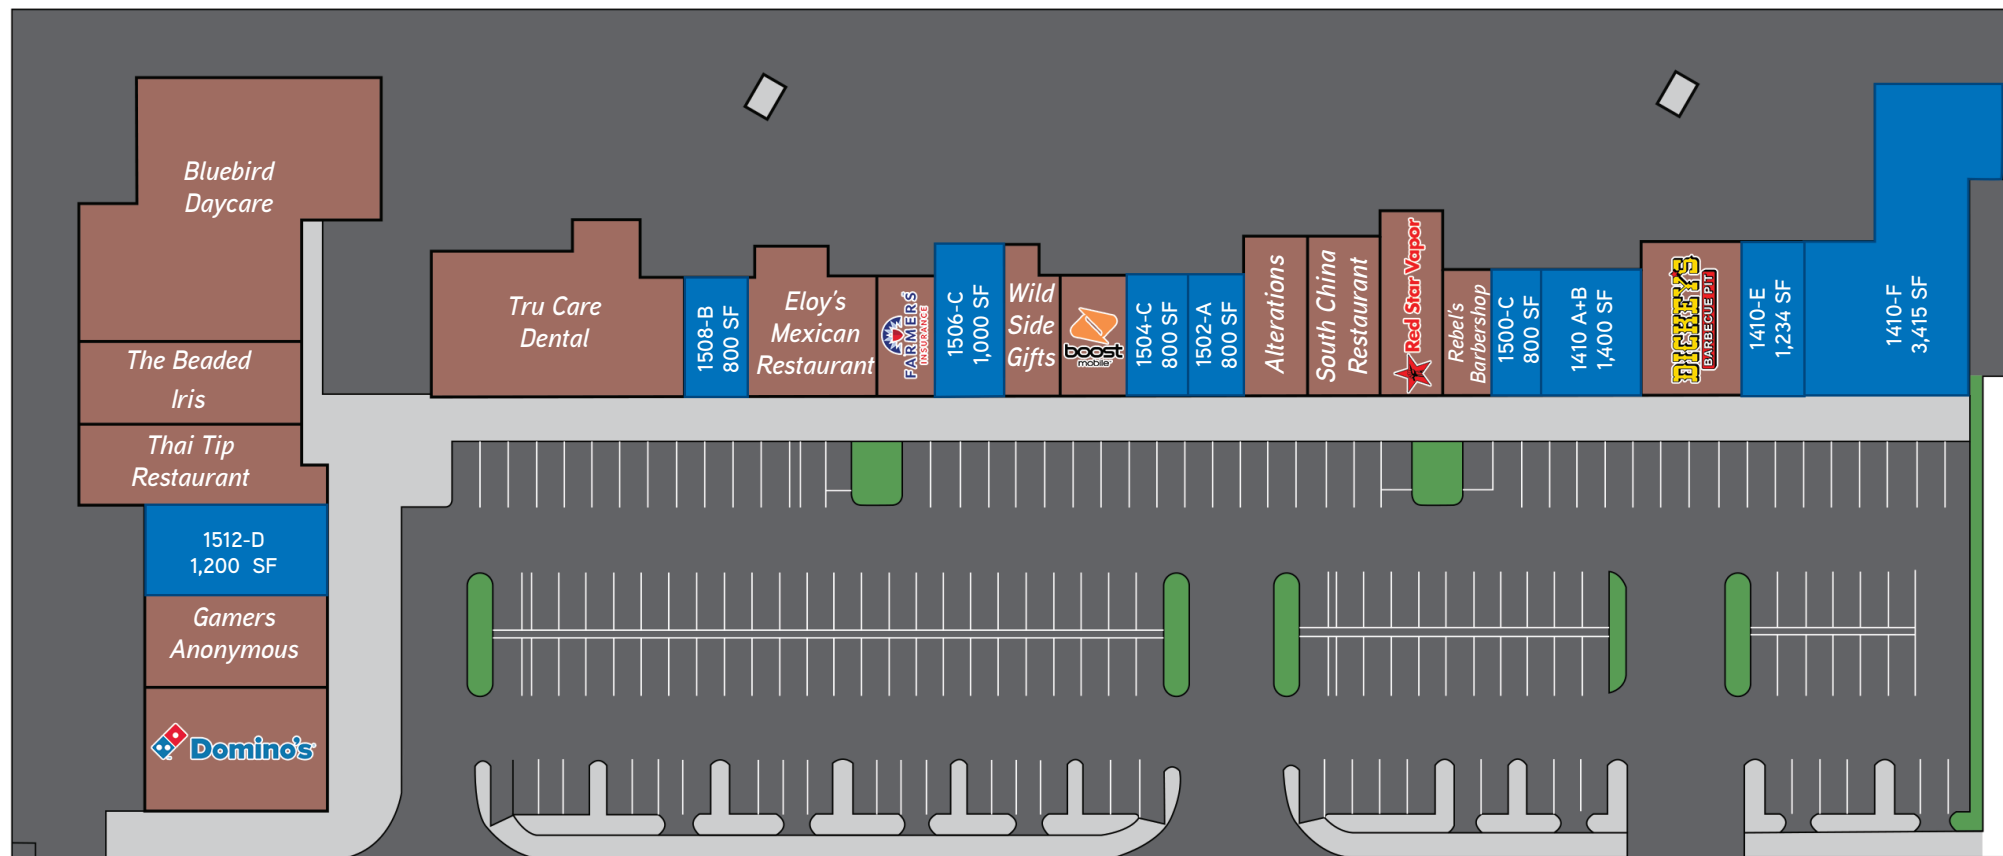 Bluebird
Daycare
The Beaded
Iris
Thai Tip
Restaurant
1512-D
1,200 SF
Gamers
Anonymous
Domino's
Tru Care
Dental
1508-B
800 SF
Eloy's
Mexican
Restaurant
FARMERS
INSURANCE
1506-C
1,000 SF
Wild
Side
Gifts
boost
mobile
1504-C
800 SF
1502-A
800 SF
Alterations
South China
Restaurant
Red Star Vapor
Rebel's
Barbershop
1500-C
800 SF
1410 A+B
1,400 SF
DICKEY'S
BARBECUE PIT
1410-E
1,234 SF
1410-F
3,415 SF